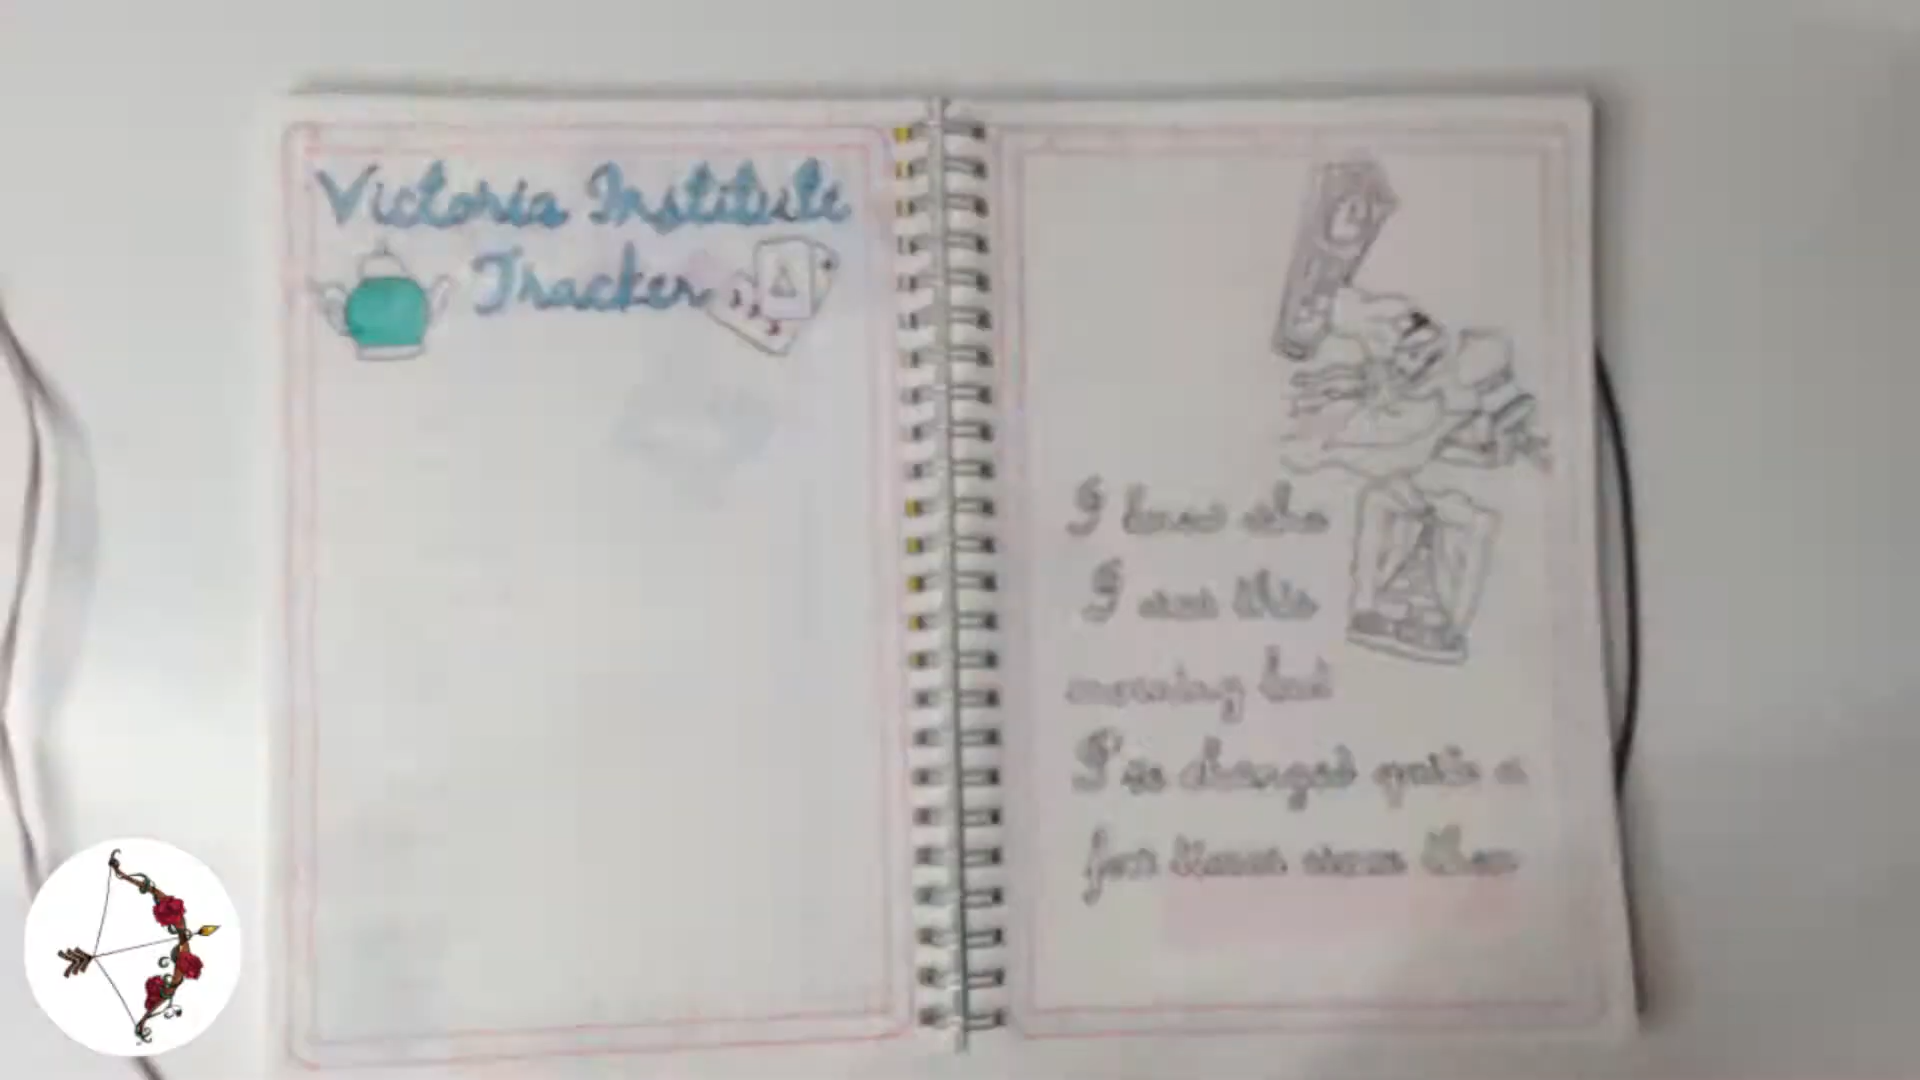 Victoria Institute
Tracker
I knew who
I was this
morning but
I've changed quite a
few times since then